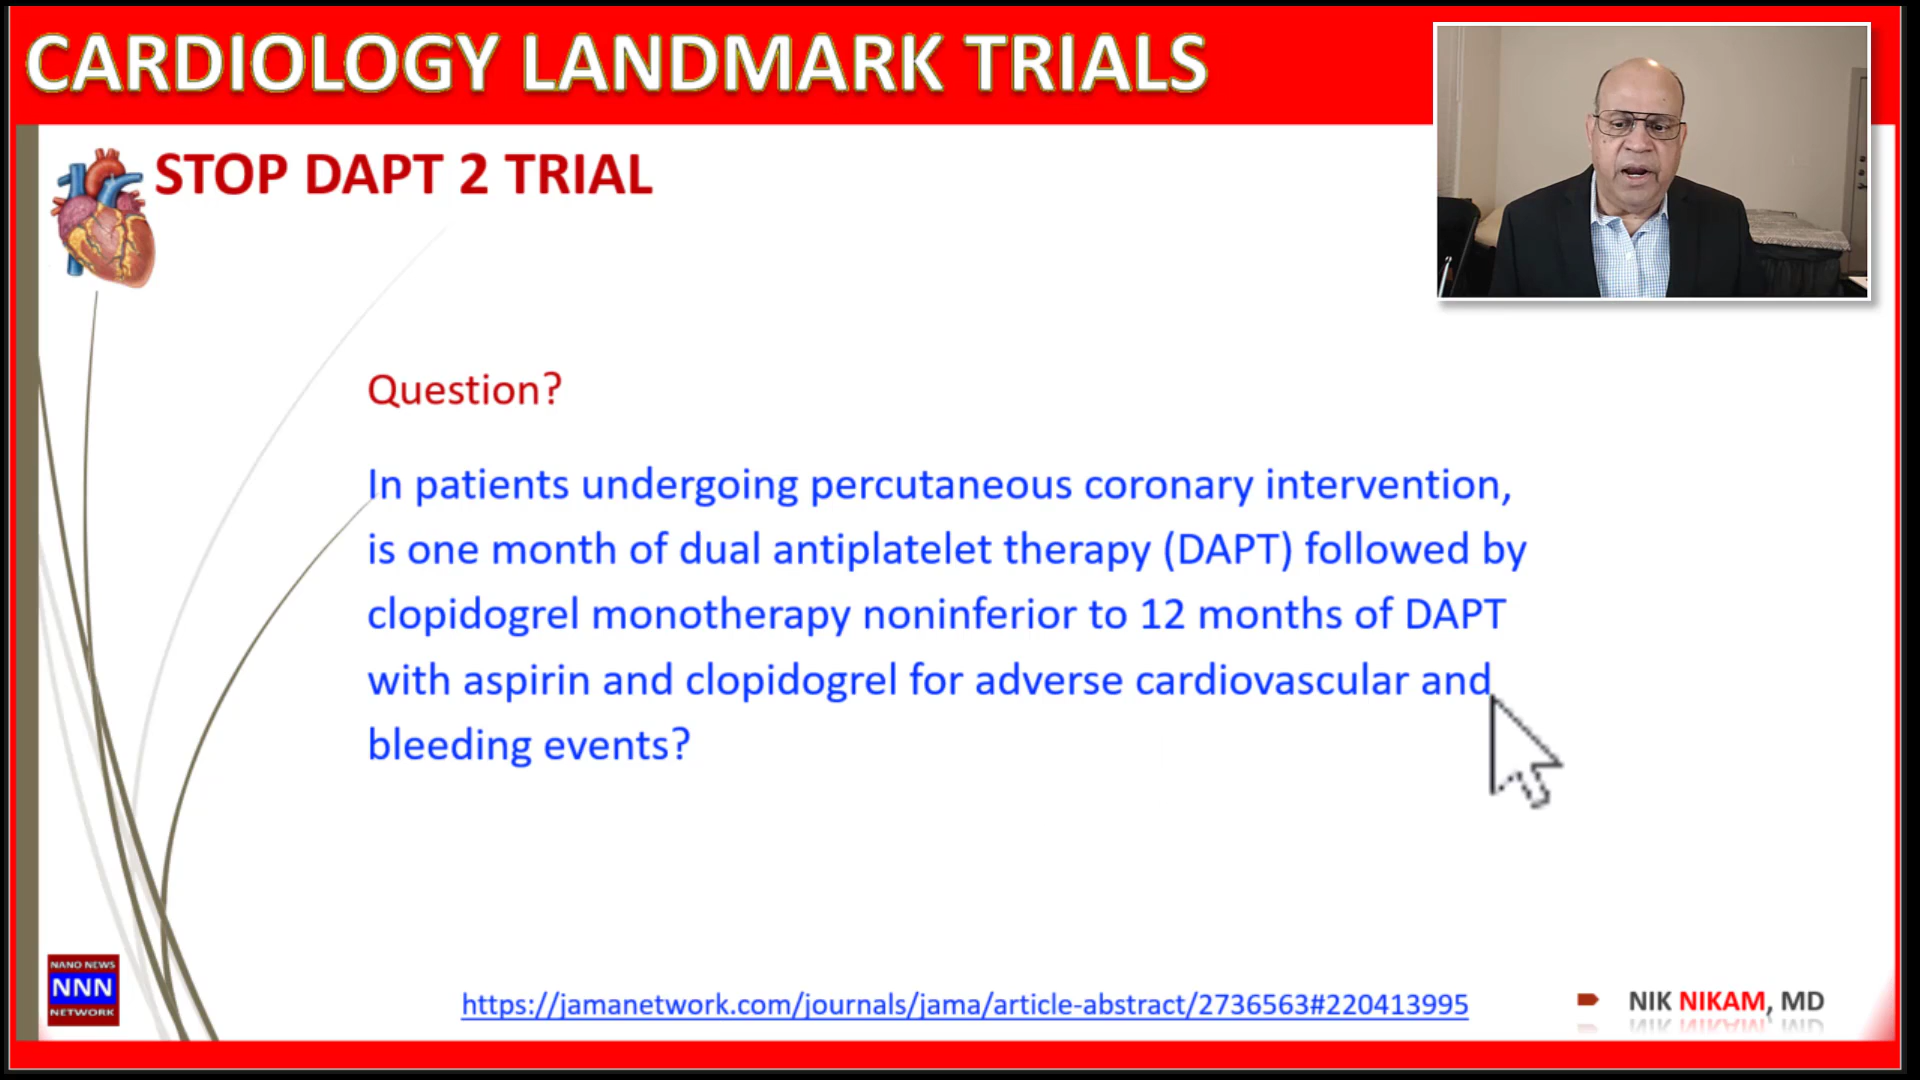 CARDIOLOGY LANDMARK TRIALS
STOP DAPT 2 TRIAL
Question?
In patients undergoing percutaneous coronary intervention,
is one month of dual antiplatelet therapy (DAPT) followed by
clopidogrel monotherapy noninferior to 12 months of DAPT
with aspirin and clopidogrel for adverse cardiovascular and
bleeding events?
NANO NEWS
NNN
NETWORK
https://jamanetwork.com/journals/jama/article-abstract/2736563#220413995
NIK NIKAM, MD